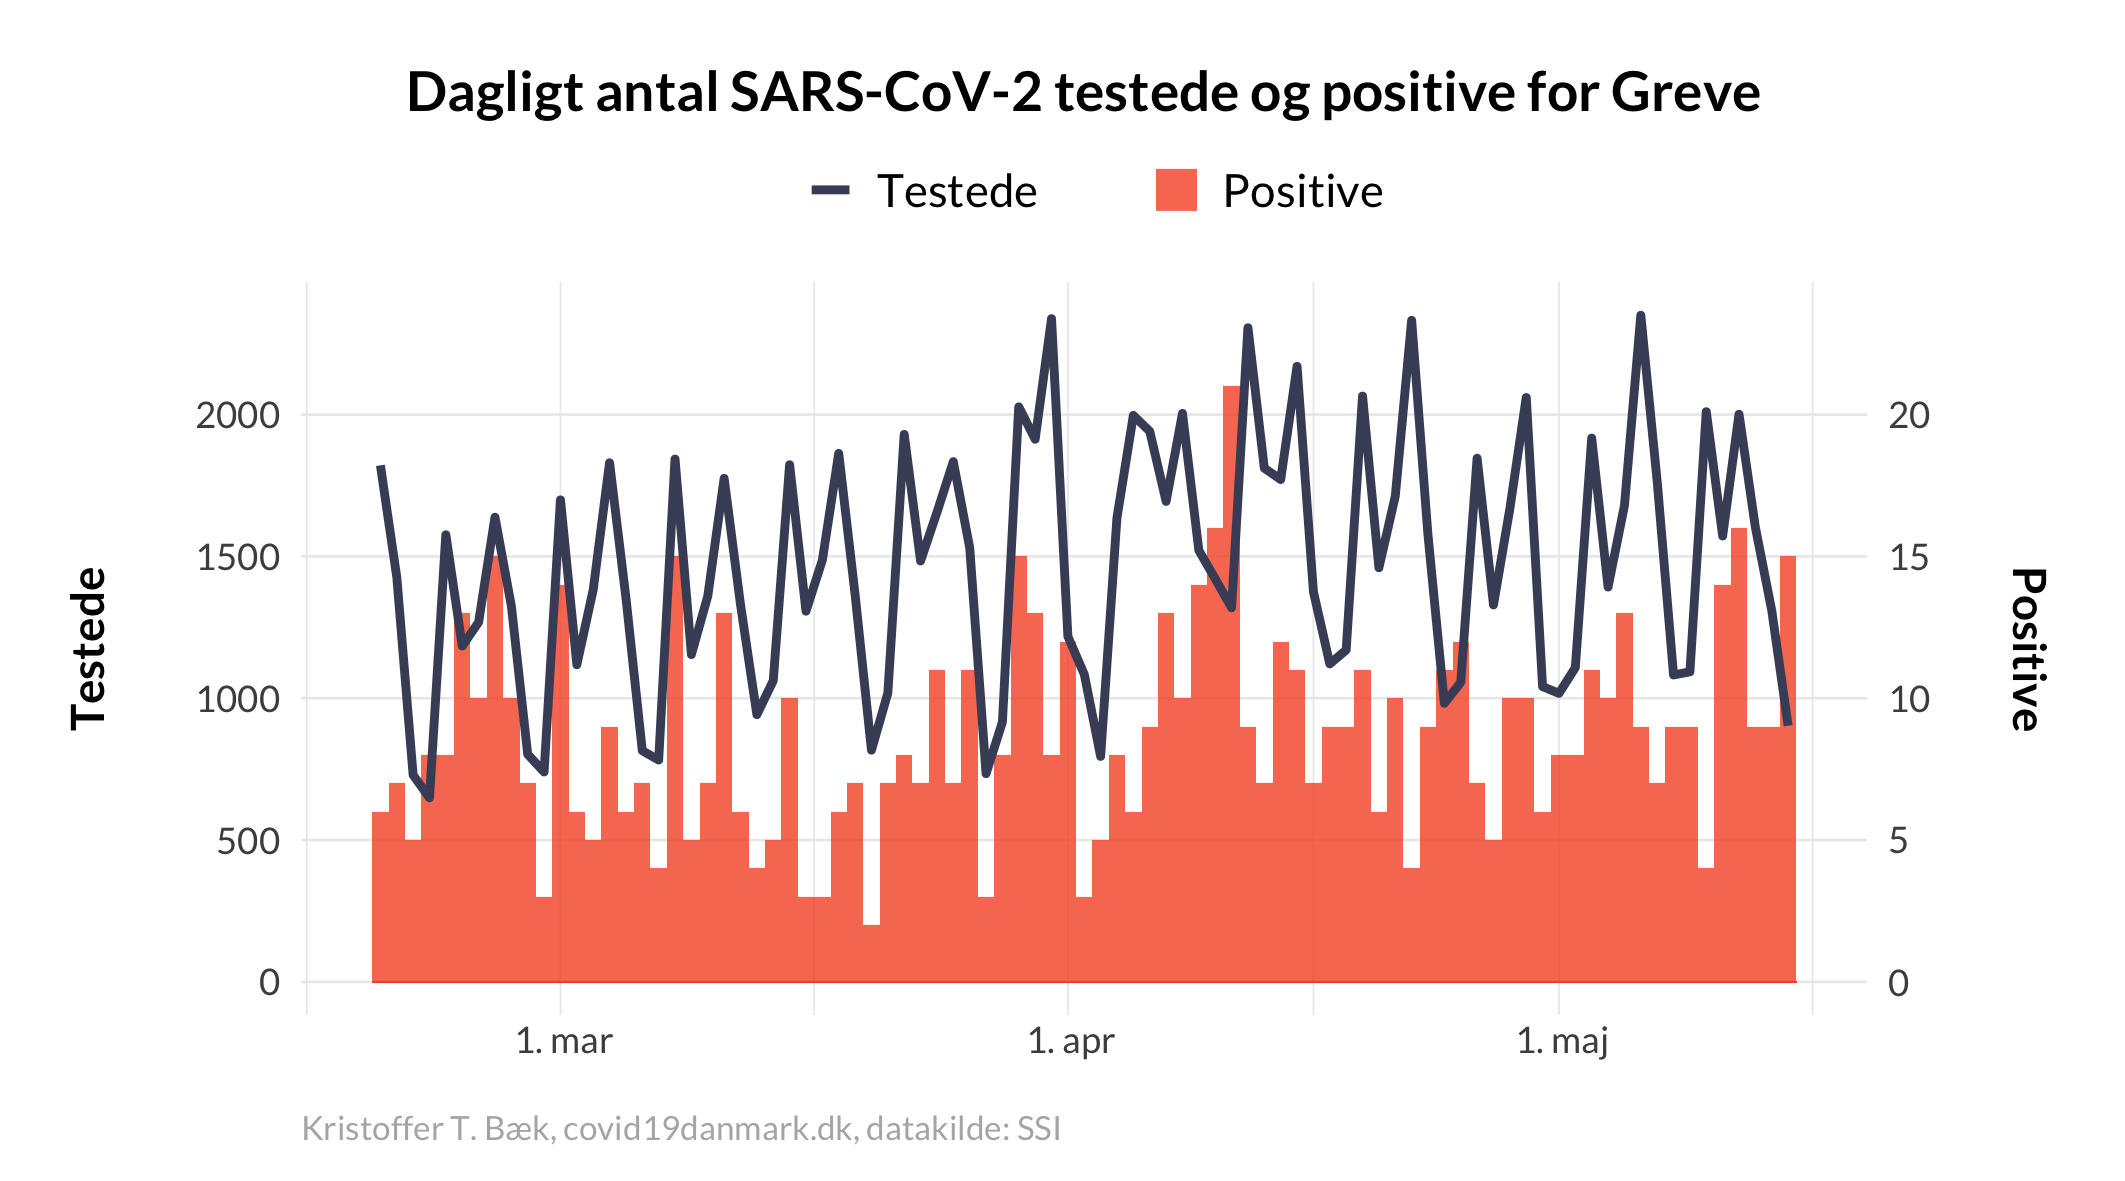 Dagligt antal SARS-CoV-2 testede og positive for Greve
Testede
Positive
Testede
2000
1500
1000
500
0
20
15
10
5
0
Positive
1. mar
1. apr
1. maj
Kristoffer T. Bæk, covid19danmark.dk, datakilde: SSI